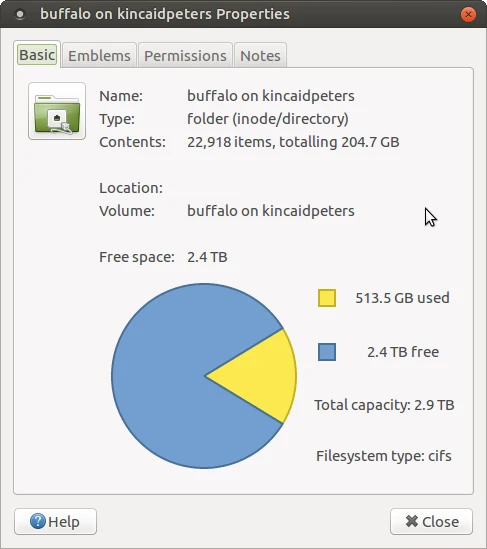 buffalo on kincaidpeters Properties
Basic Emblems Permissions Notes
Name: buffalo on kincaidpeters
Type: folder (inode/directory)
Contents: 22,918 items, totalling 204.7 GB
Location:
Volume: buffalo on kincaidpeters
Free space: 2.4 TB
513.5 GB used
2.4 TB free
Total capacity: 2.9 TB
Filesystem type: cifs
Help Close